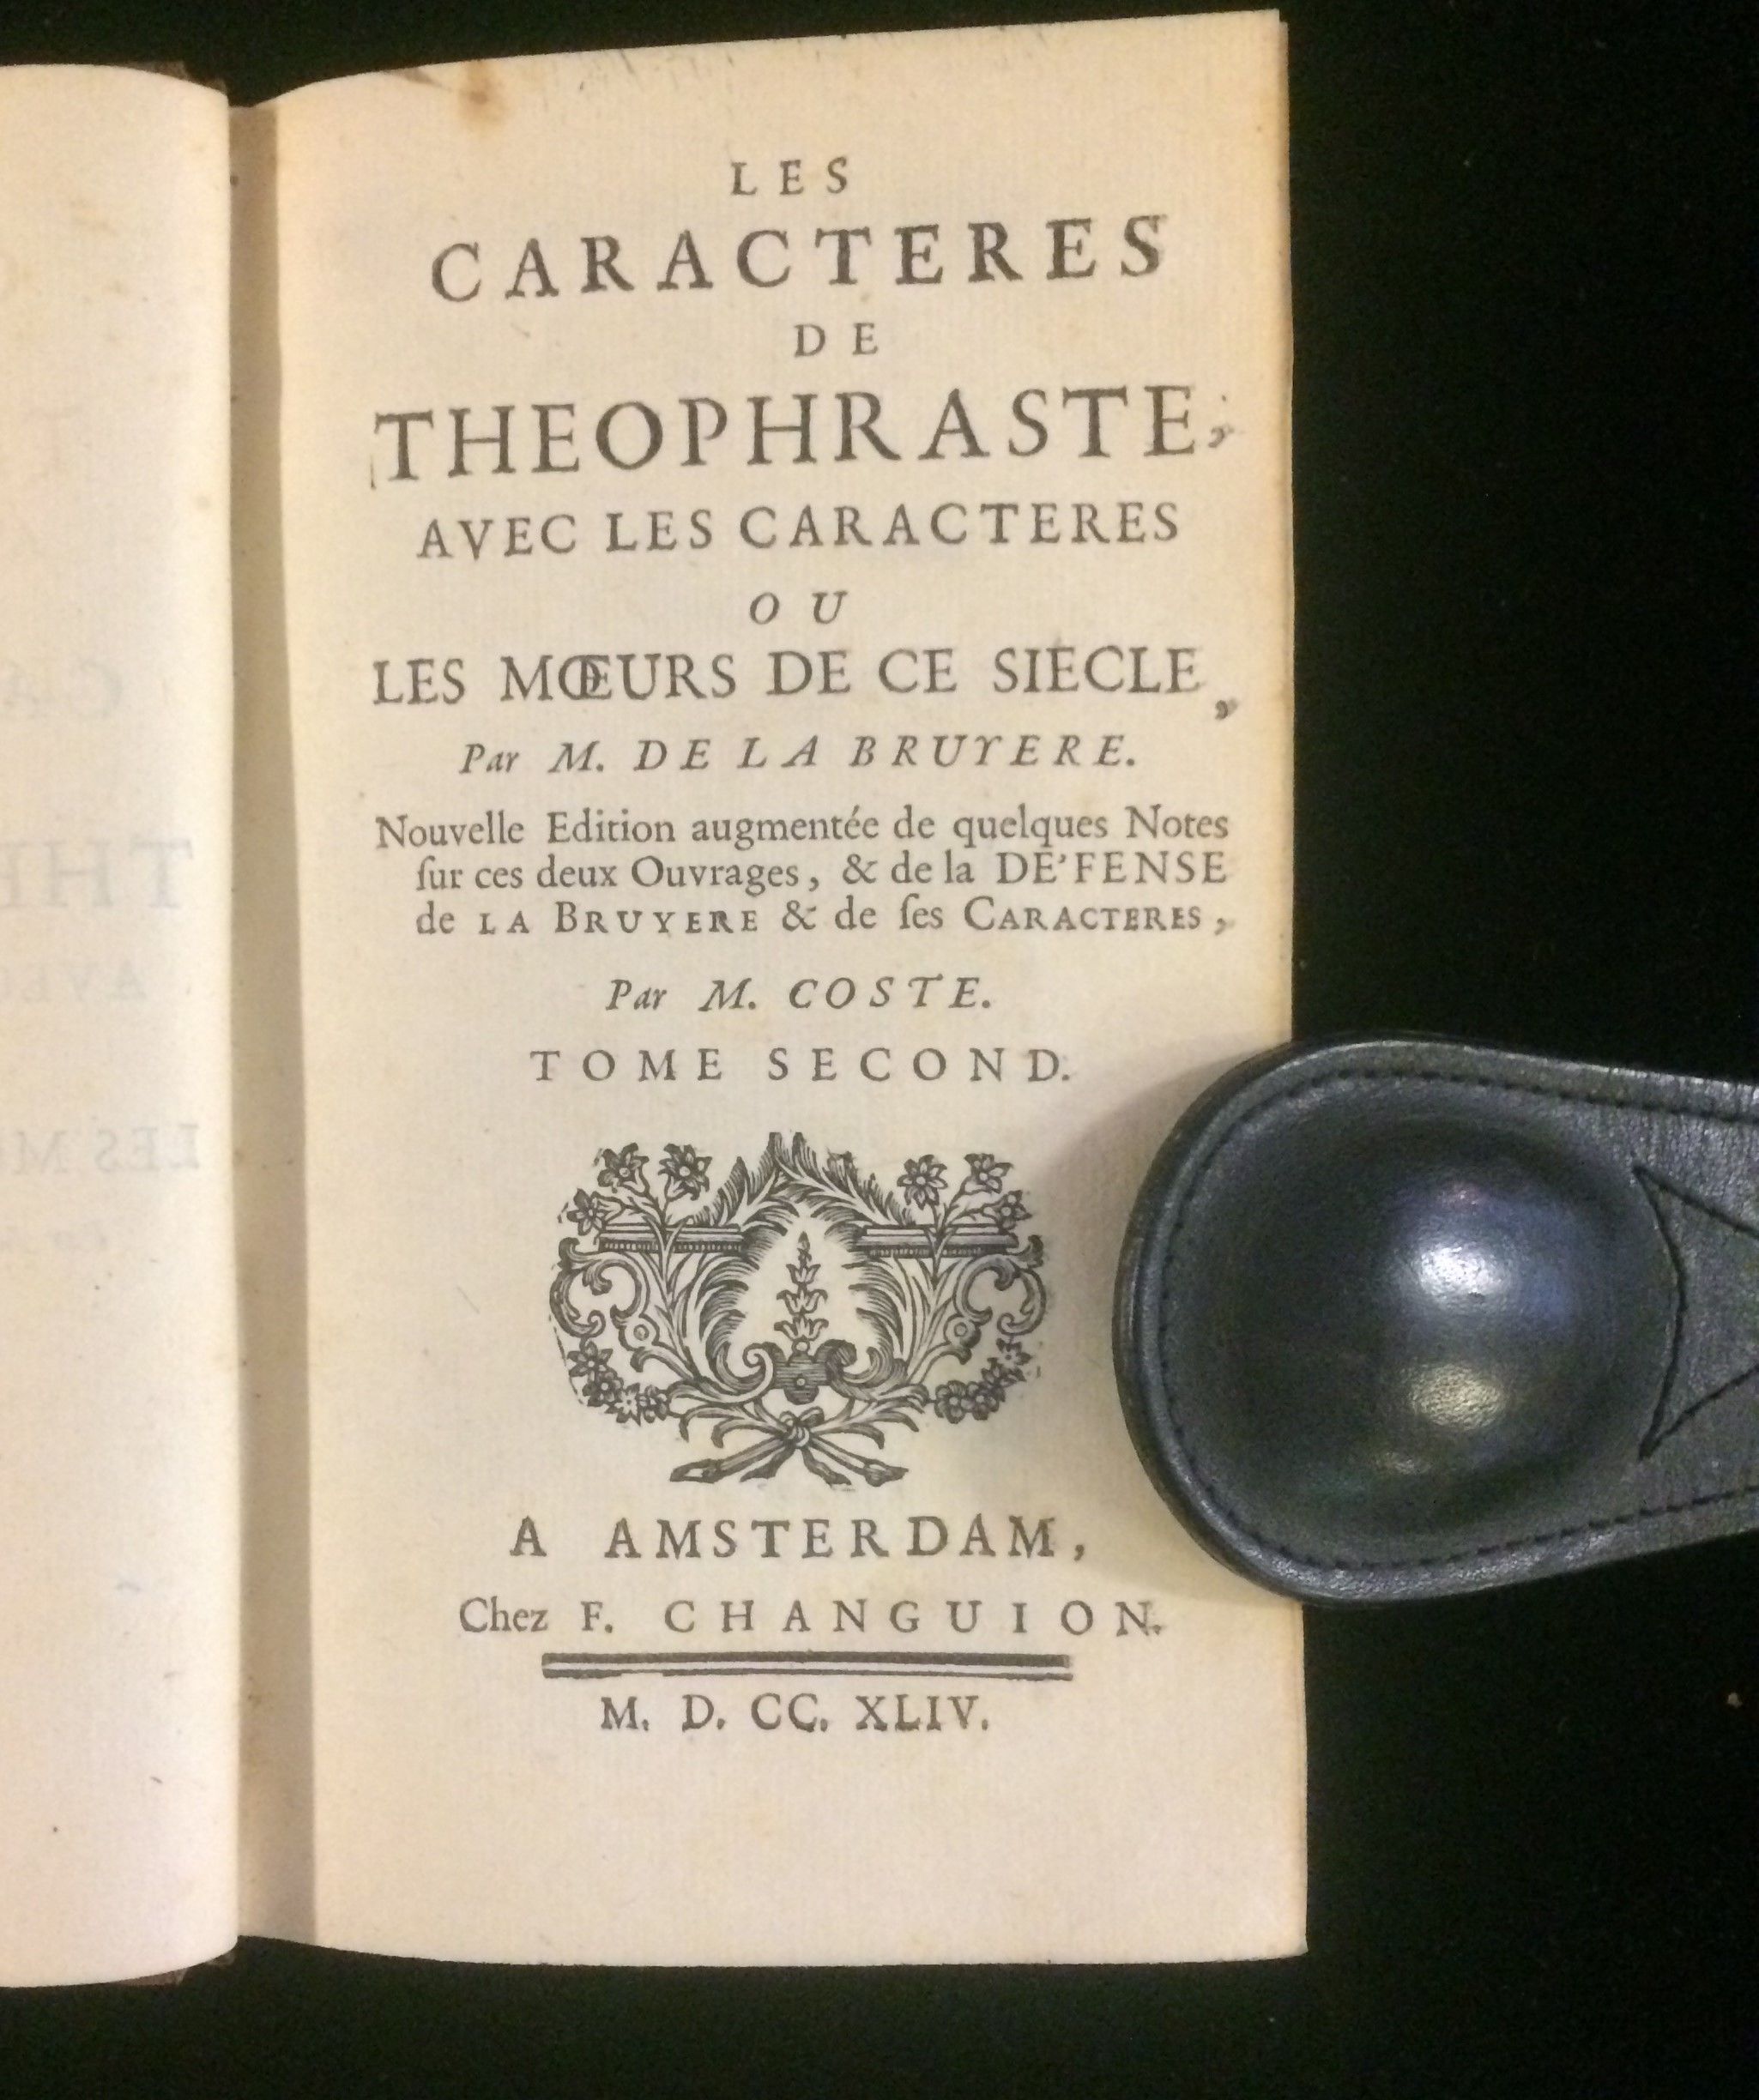 LES
CARACTERES
DE
THEOPHRASTE,
AVEC LES CARACTERES
OU
LES MŒURS DE CE SIECLE,
Par M. DE LA BRUYERE.
Nouvelle Edition augmentée de quelques Notes
ſur ces deux Ouvrages, & de la DE'FENSE
de LA BRUYERE & de ſes CARACTERES,
Par M. COSTE.
TOME SECOND.
A AMSTERDAM,
Chez F. CHANGUION.
M. D. CC. XLIV.